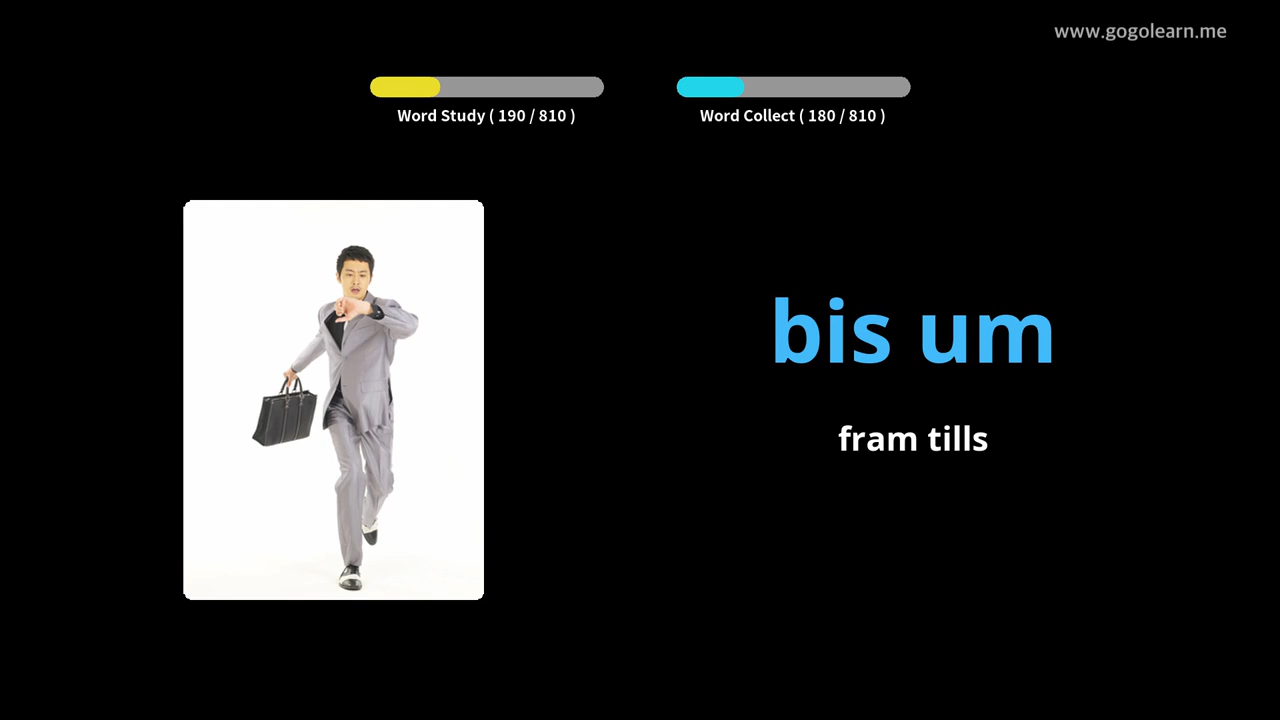 www.gogolearn.me
Word Study ( 190 / 810 )
Word Collect ( 180 / 810 )
bis um
fram tills